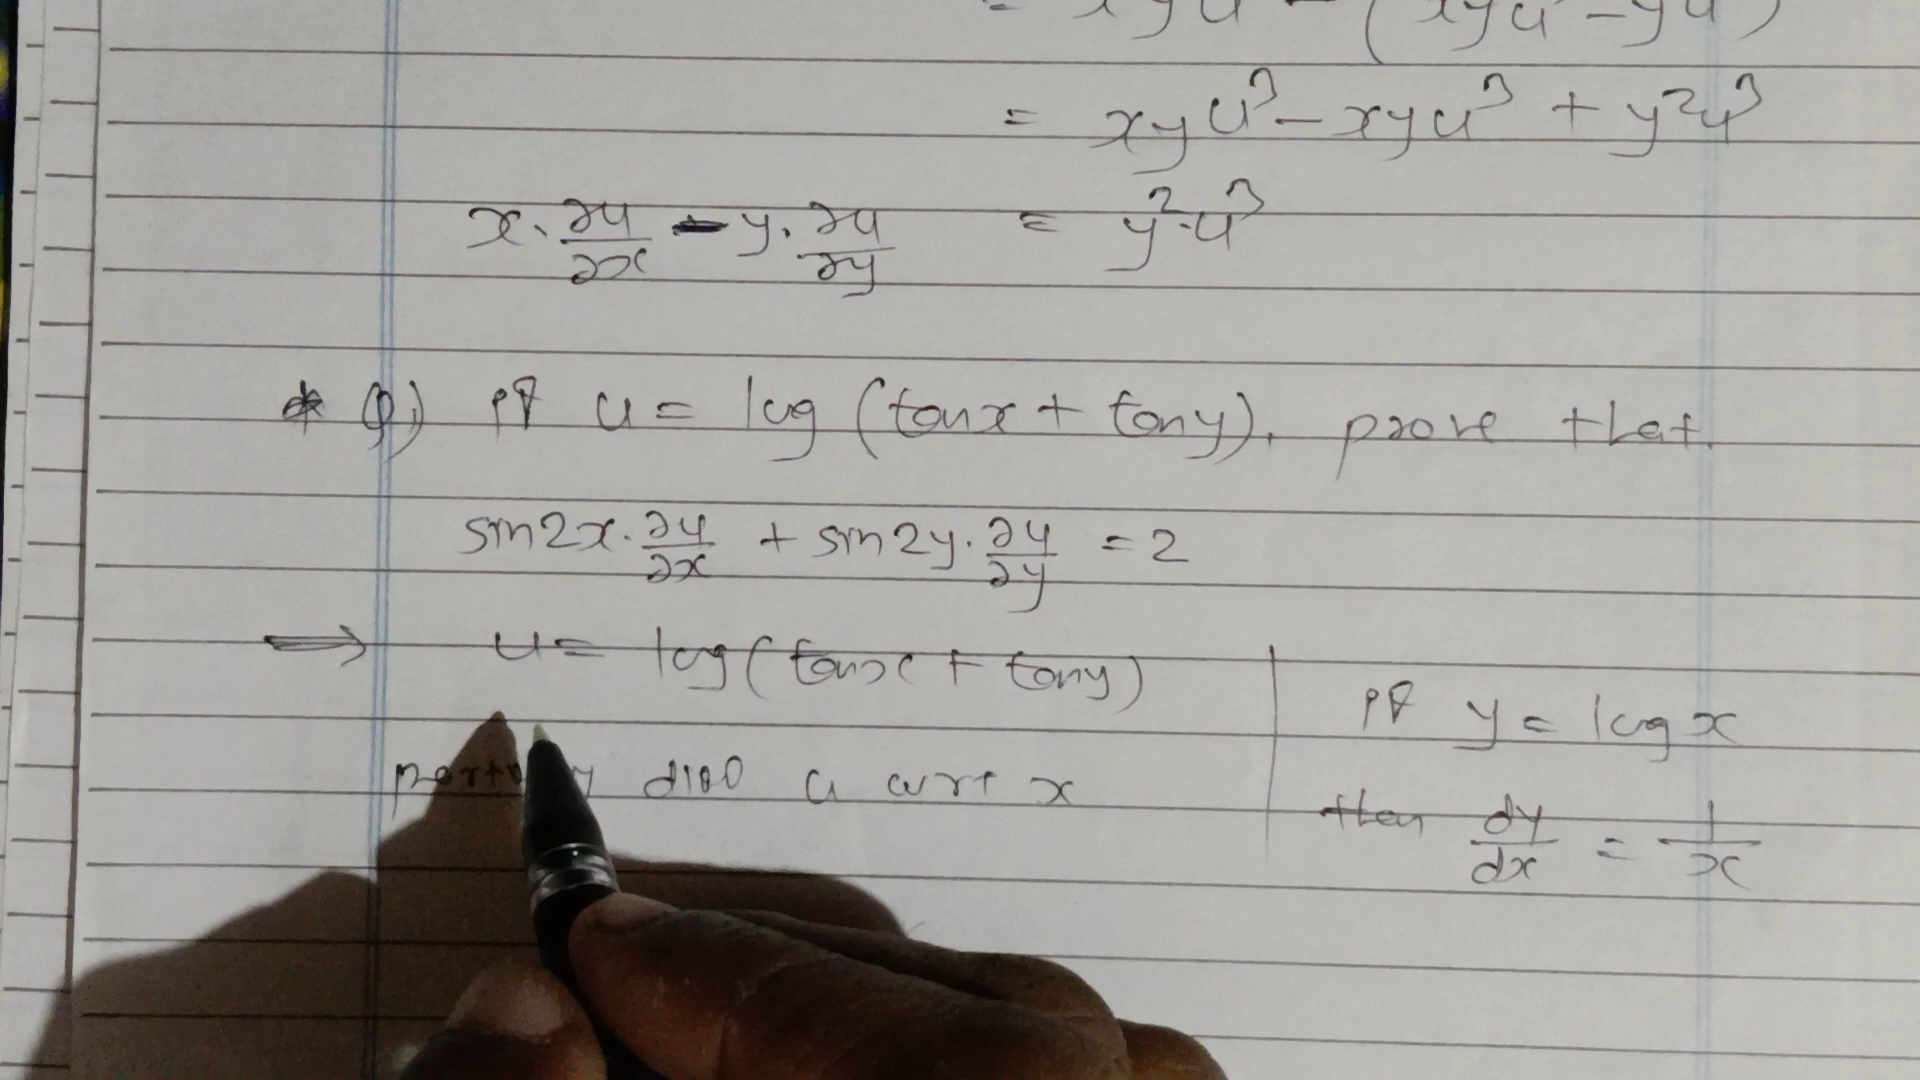 = xyu³ - xyu³ + y²u³
x. ∂u/∂x - y. ∂u/∂y = y².u³
* Q.) If u = log (tanx + tany), prove that.
sin2x. ∂u/∂x + sin2y. ∂u/∂y = 2
⇒ u = log (tanx + tany)
diff u wrt x
If y = log x
then dy/dx = 1/x